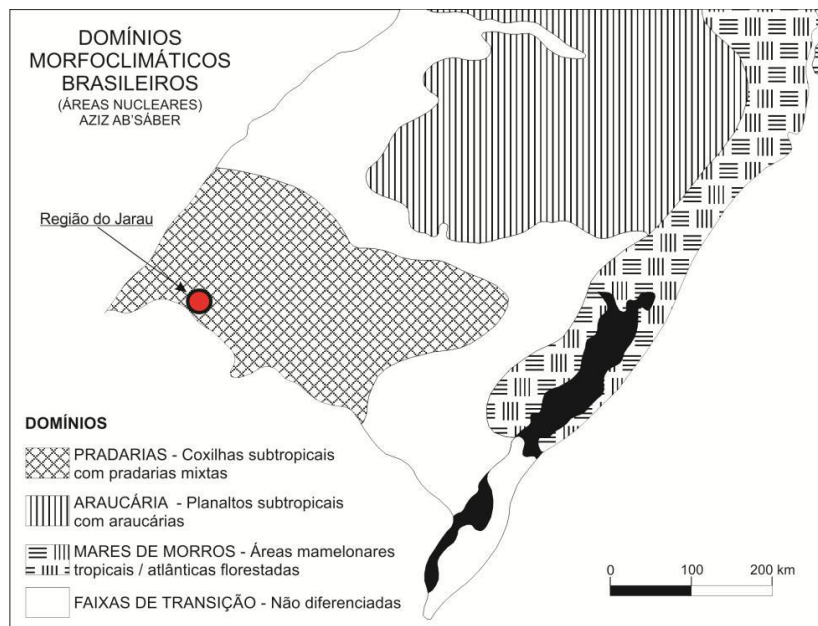 DOMÍNIOS
MORFOCLIMÁTICOS
BRASILEIROS
(ÁREAS NUCLEARES)
AZIZ AB'SÁBER
Região do Jarau
DOMÍNIOS
PRADARIAS - Coxilhas subtropicais
com pradarias mixtas
ARAUCÁRIA - Planaltos subtropicais
com araucárias
MARES DE MORROS - Áreas mamelonares
tropicais / atlânticas florestadas
FAIXAS DE TRANSIÇÃO - Não diferenciadas
0 100 200 km